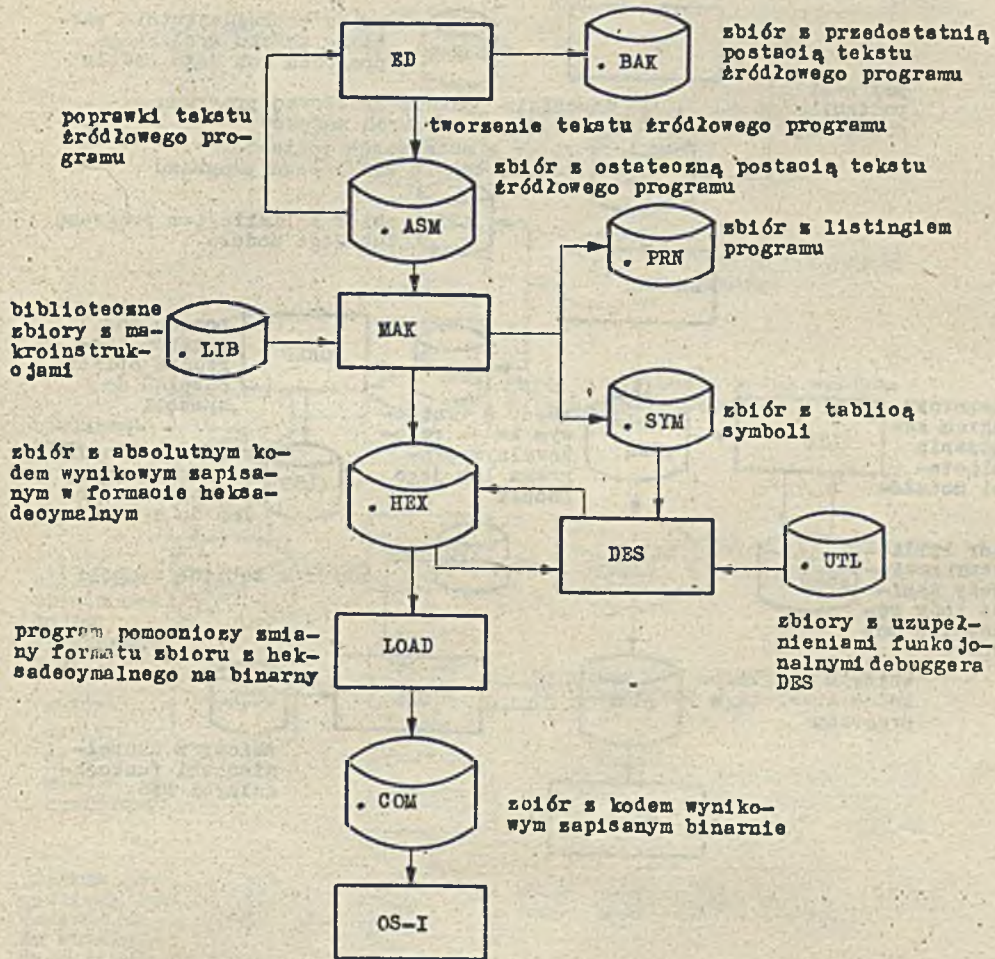 ED
. BAK
zbiór z przedostatnią
postacią tekstu
źródłowego programu
poprawki tekstu
źródłowego pro-
gramu
tworzenie tekstu źródłowego programu
zbiór z ostateczną postacią tekstu
źródłowego programu
. ASM
. PRN
zbiór z listingiem
programu
biblioteczne
zbiory z ma-
kroinstruk-
cjami
. LIB
MAK
. SYM
zbiór z tablicą
symboli
zbiór z absolutnym ko-
dem wynikowym zapisa-
nym w formacie heksa-
decymalnym
. HEX
DES
. UTL
zbiory z uzupeł-
nieniami funkcjo-
nalnymi debuggera
DES
program pomocniczy zmia-
ny formatu zbioru z hek-
sadecymalnego na binarny
LOAD
. COM
zbiór z kodem wyniko-
wym zapisanym binarnie
OS-I